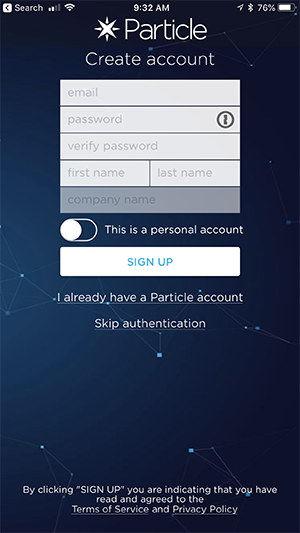 Search 9:32 AM 76%
Particle
Create account
email
password
verify password
first name last name
company name
This is a personal account
SIGN UP
I already have a Particle account
Skip authentication
By clicking "SIGN UP" you are indicating that you have
read and agreed to the
Terms of Service and Privacy Policy